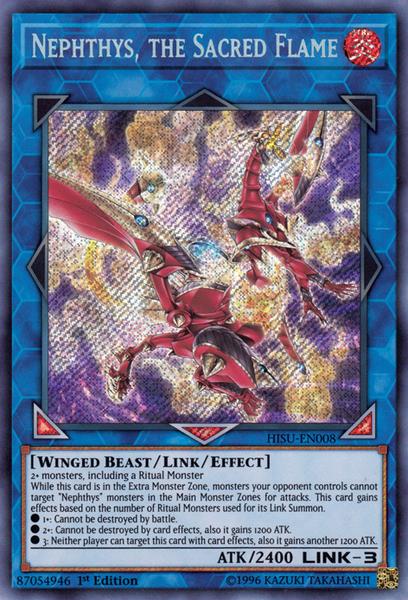 NEPHTHYS, THE SACRED FLAME
炎
HISU-EN008
[WINGED BEAST/LINK/EFFECT]
2+ monsters, including a Ritual Monster
While this card is in the Extra Monster Zone, monsters your opponent controls cannot
target "Nephthys" monsters in the Main Monster Zones for attacks. This card gains
effects based on the number of Ritual Monsters used for its Link Summon.
● 1+: Cannot be destroyed by battle.
● 2+: Cannot be destroyed by card effects, also it gains 1200 ATK.
● 3: Neither player can target this card with card effects, also it gains another 1200 ATK.
ATK/2400 LINK-3
87054946 1st Edition ©1996 KAZUKI TAKAHASHI